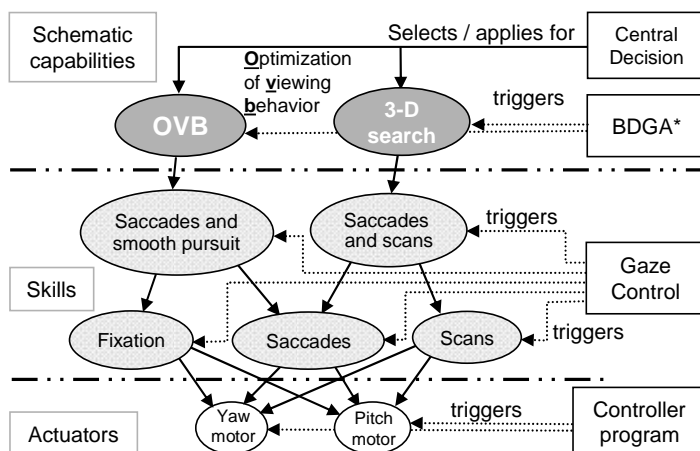 Schematic
capabilities
Selects / applies for
Central
Decision
Optimization
of viewing
behavior
OVB
3-D
search
triggers
BDGA*
Saccades and
smooth pursuit
Saccades
and scans
triggers
Gaze
Control
Skills
Fixation
Saccades
Scans
triggers
Actuators
Yaw
motor
Pitch
motor
triggers
Controller
program